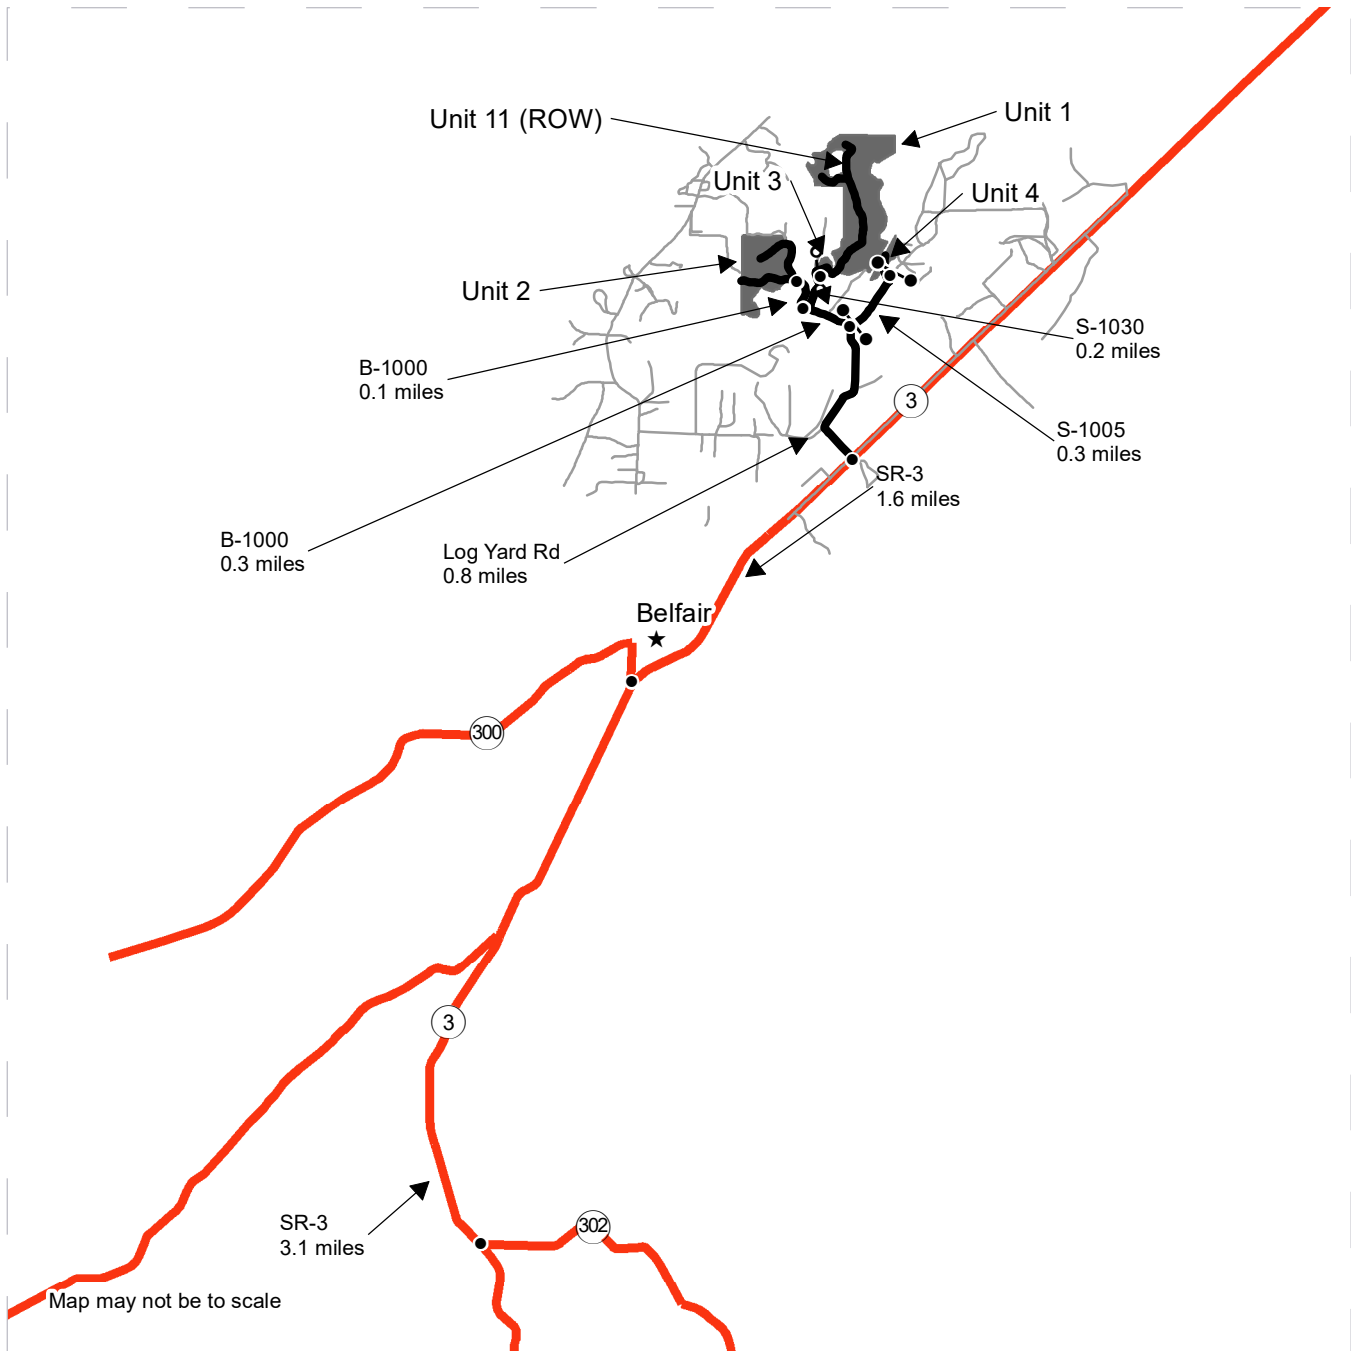 Unit 1
Unit 11 (ROW)
Unit 3
Unit 4
Unit 2
S-1030
0.2 miles
B-1000
0.1 miles
3
S-1005
0.3 miles
SR-3
1.6 miles
B-1000
0.3 miles
Log Yard Rd
0.8 miles
Belfair
300
3
SR-3
3.1 miles
302
Map may not be to scale